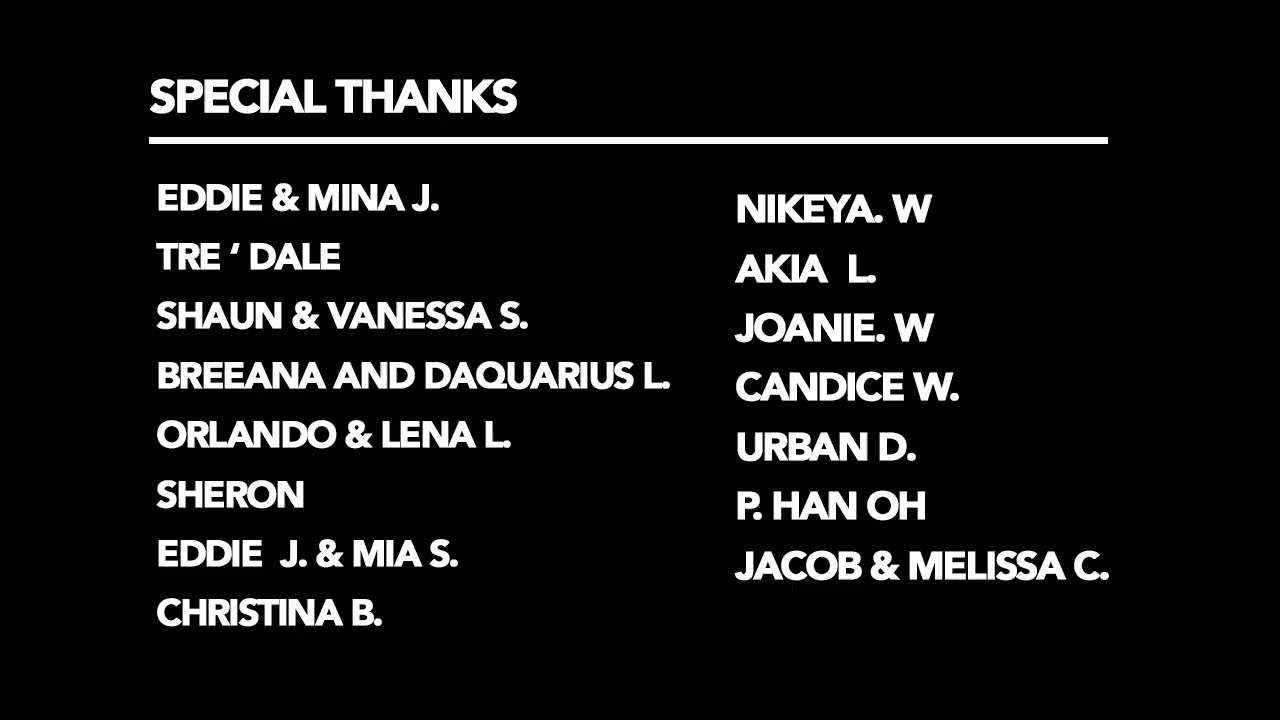 SPECIAL THANKS
EDDIE & MINA J.
TRE ‘ DALE
SHAUN & VANESSA S.
BREEANA AND DAQUARIUS L.
ORLANDO & LENA L.
SHERON
EDDIE  J. & MIA S.
CHRISTINA B.
NIKEYA. W
AKIA  L.
JOANIE. W
CANDICE W.
URBAN D.
P. HAN OH
JACOB & MELISSA C.